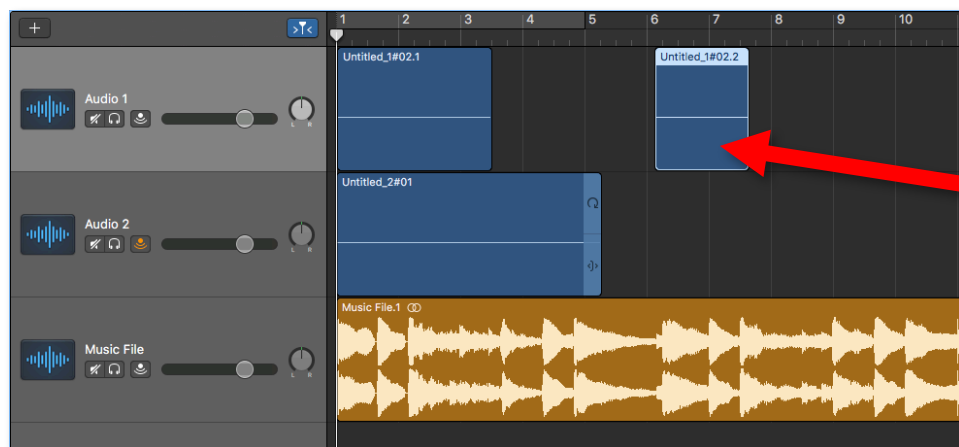 1 2 3 4 5 6 7 8 9 10
Untitled_1#02.1 Untitled_1#02.2
Audio 1
L R
Untitled_2#01
Audio 2
L R
Music File.1
Music File
L R